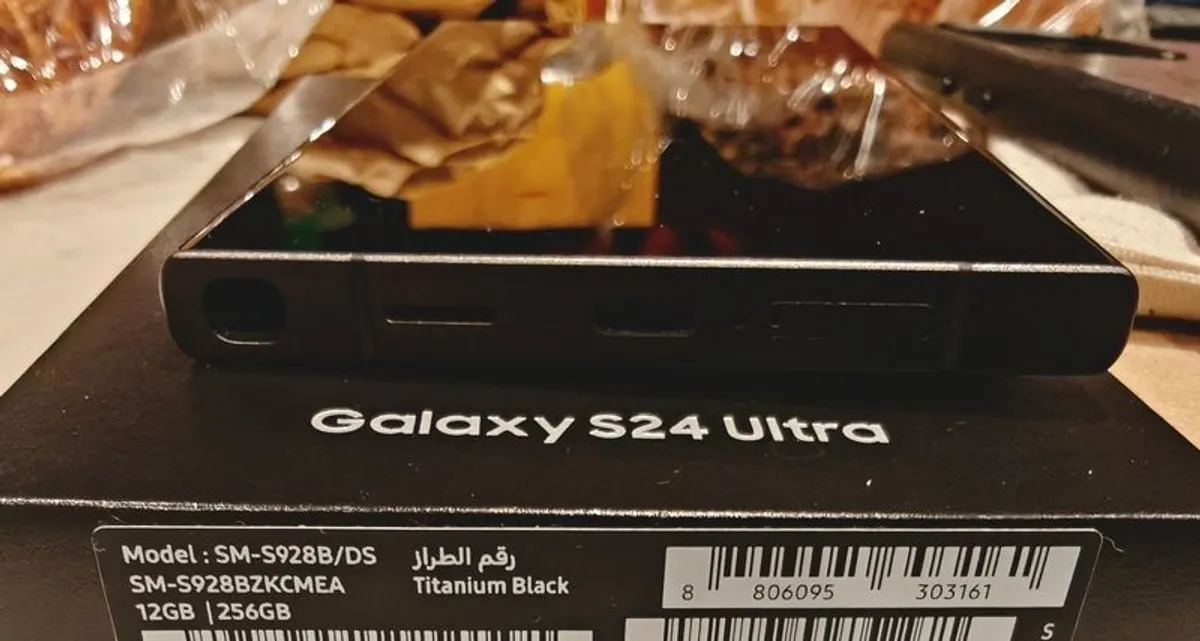 Galaxy S24 Ultra
Model : SM-S928B/DS رقم الطراز
SM-S928BZKCMEA Titanium Black
12GB | 256GB
8 806095 303161
S